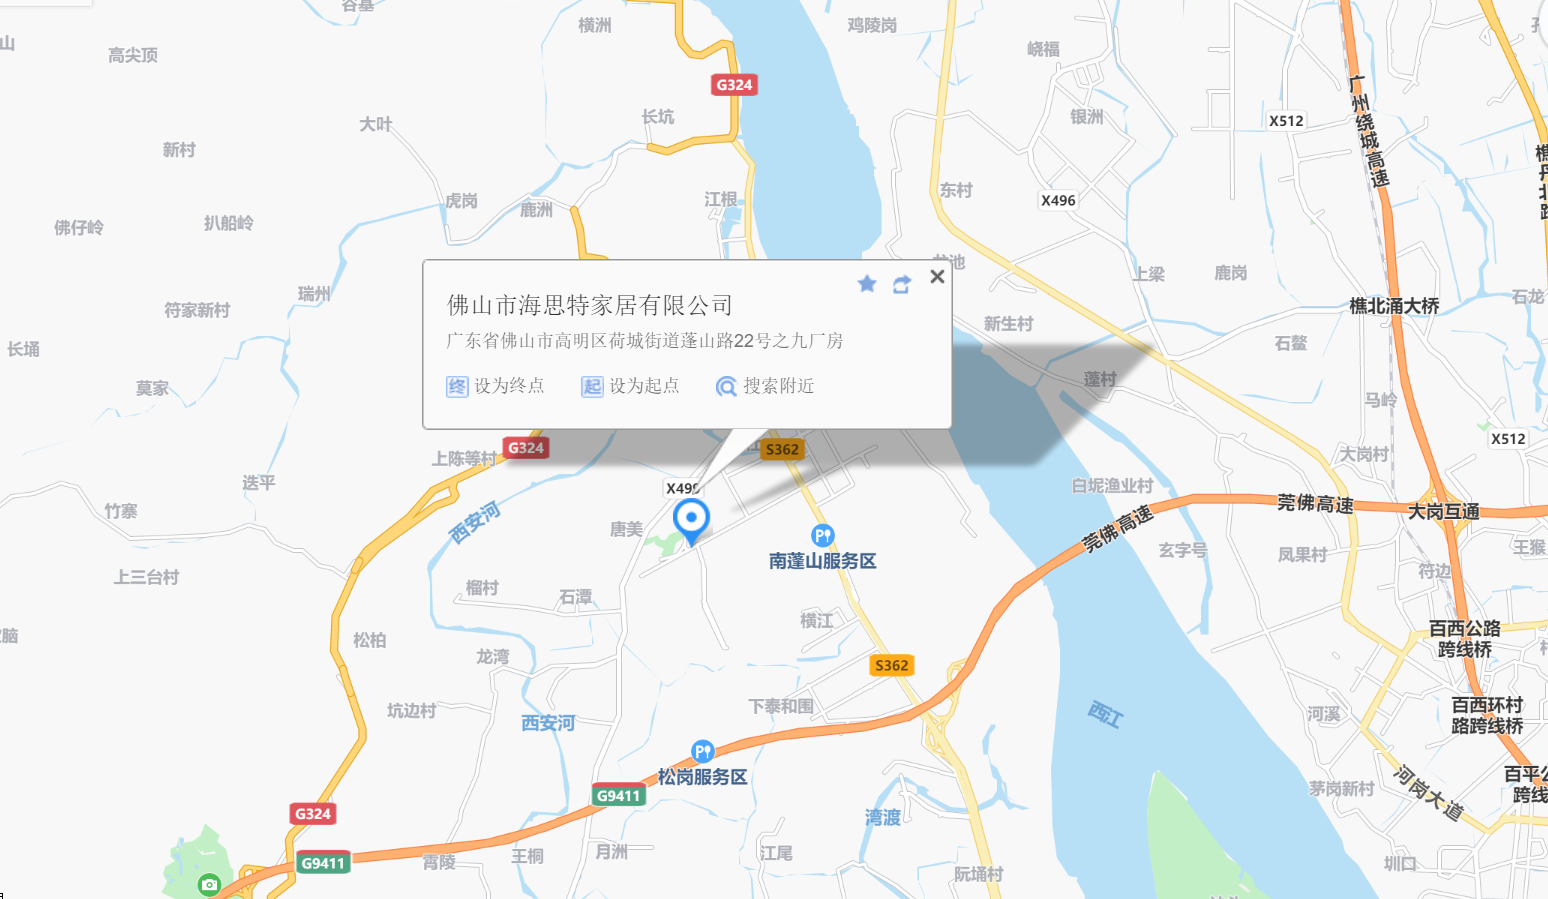 谷基
横洲
鸡陵岗
山
高尖顶
峣福
G324
广州绕城高速
长坑
银洲
X512
大叶
新村
樵丹北路
虎岗
鹿洲
江根
东村
X496
佛仔岭
扒船岭
上梁
鹿岗
瑞州
石龙
符家新村
樵北涌大桥
佛山市海思特家居有限公司
广东省佛山市高明区荷城街道蓬山路22号之九厂房
终 设为终点
起 设为起点
搜索附近
新生村
石鳌
长埇
莫家
蓬村
马岭
G324
S362
X512
上陈等村
大岗村
迭平
X499
白坭渔业村
竹寨
西安河
唐美
莞佛高速
莞佛高速
大岗互通
南蓬山服务区
玄字号
凤果村
王猴
上三台村
符边
榴村
石潭
横江
百西公路
跨线桥
松柏
龙湾
S362
坑边村
西安河
下泰和围
西江
河溪
百西环村
路跨线桥
松岗服务区
G9411
茅岗新村
河岗大道
百平公
跨线
G324
湾渡
G9411
霄陵
王桐
月洲
江尾
阮埇村
圳口